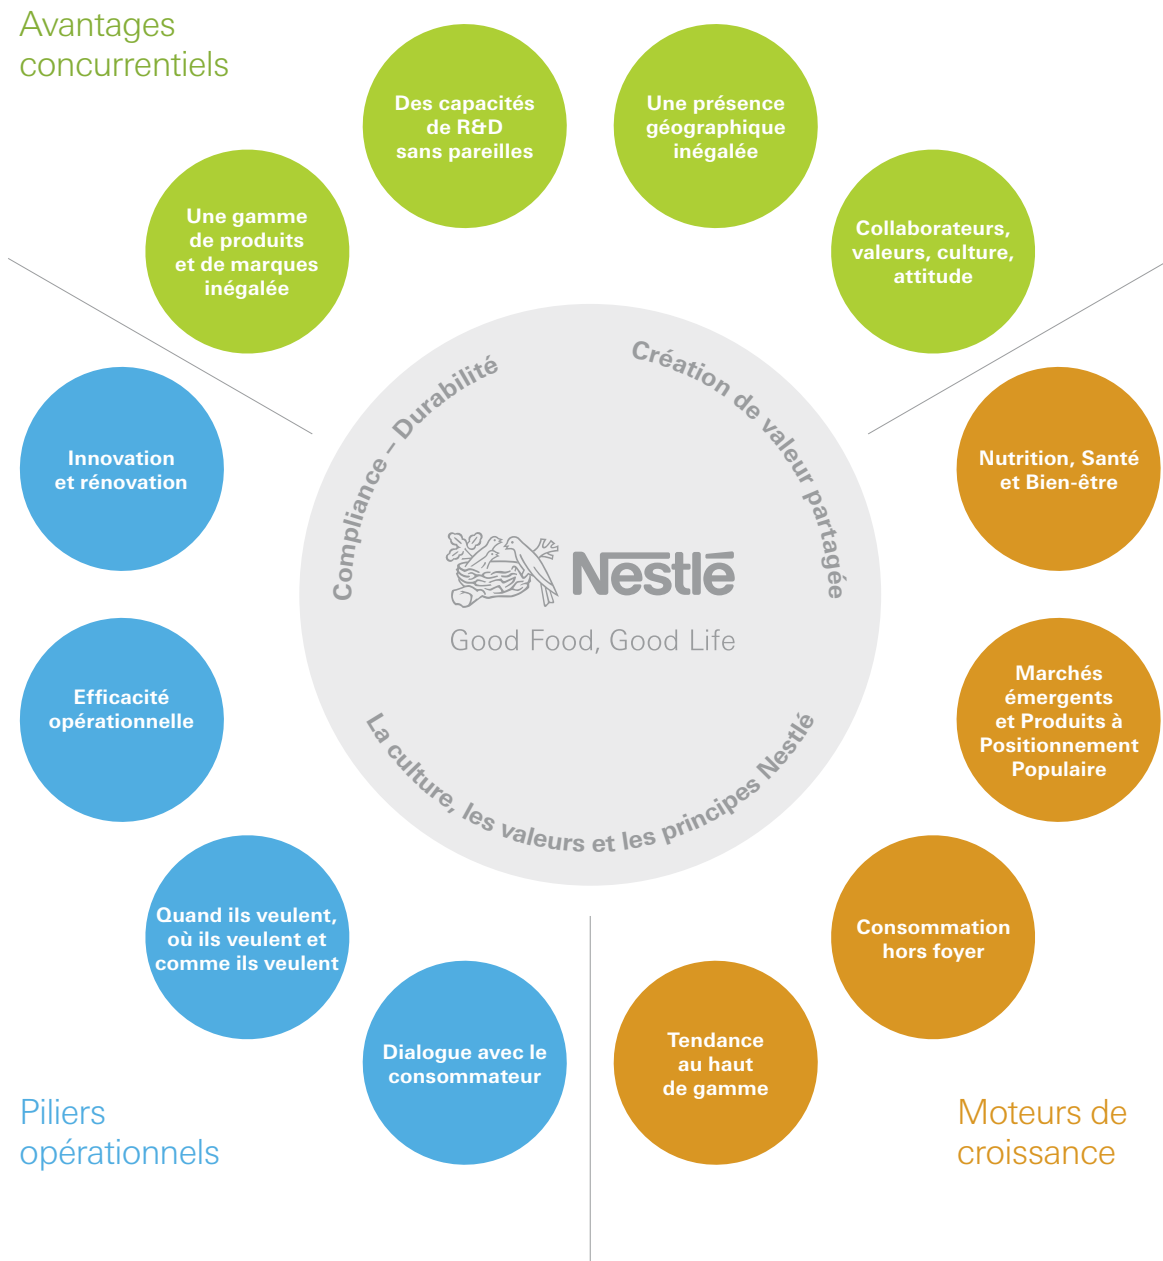 Avantages
concurrentiels
Des capacités
de R&D
sans pareilles
Une présence
géographique
inégalée
Une gamme
de produits
et de marques
inégalée
Collaborateurs,
valeurs, culture,
attitude
Compliance – Durabilité
Création de valeur partagée
Innovation
et rénovation
Nutrition, Santé
et Bien-être
Nestlé
Good Food, Good Life
Efficacité
opérationnelle
Marchés
émergents
et Produits à
Positionnement
Populaire
La culture, les valeurs et les principes Nestlé
Quand ils veulent,
où ils veulent et
comme ils veulent
Consommation
hors foyer
Dialogue avec le
consommateur
Tendance
au haut
de gamme
Piliers
opérationnels
Moteurs de
croissance